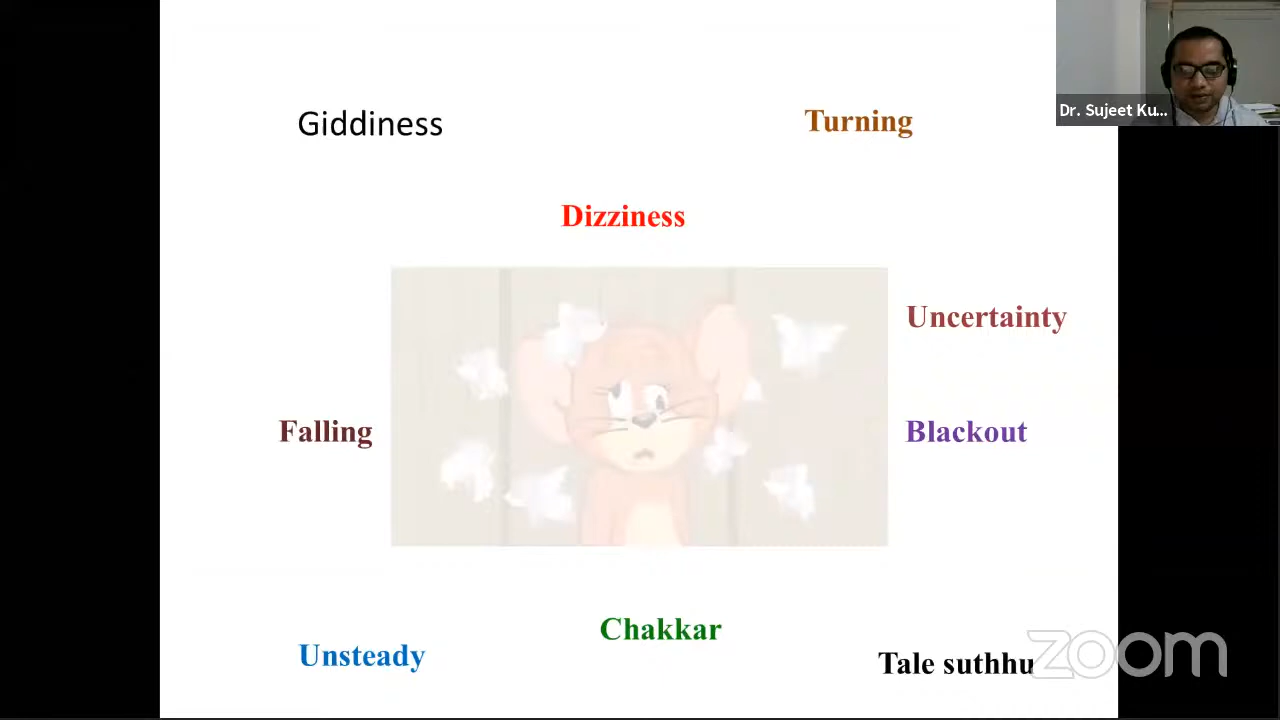 Dr. Sujeet Ku...
Giddiness
Turning
Dizziness
Uncertainty
Falling
Blackout
Chakkar
Unsteady
Tale suthhu
zoom